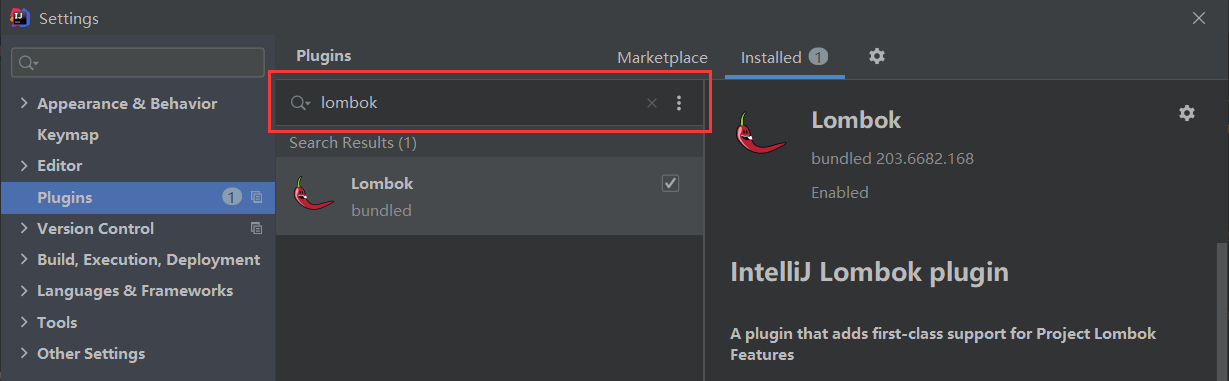 Settings
Plugins
Marketplace
Installed 1
lombok
Appearance & Behavior
Keymap
Editor
Plugins 1
Version Control
Build, Execution, Deployment
Languages & Frameworks
Tools
Other Settings
Search Results (1)
Lombok
bundled
Lombok
bundled 203.6682.168
Enabled
IntelliJ Lombok plugin
A plugin that adds first-class support for Project Lombok
Features